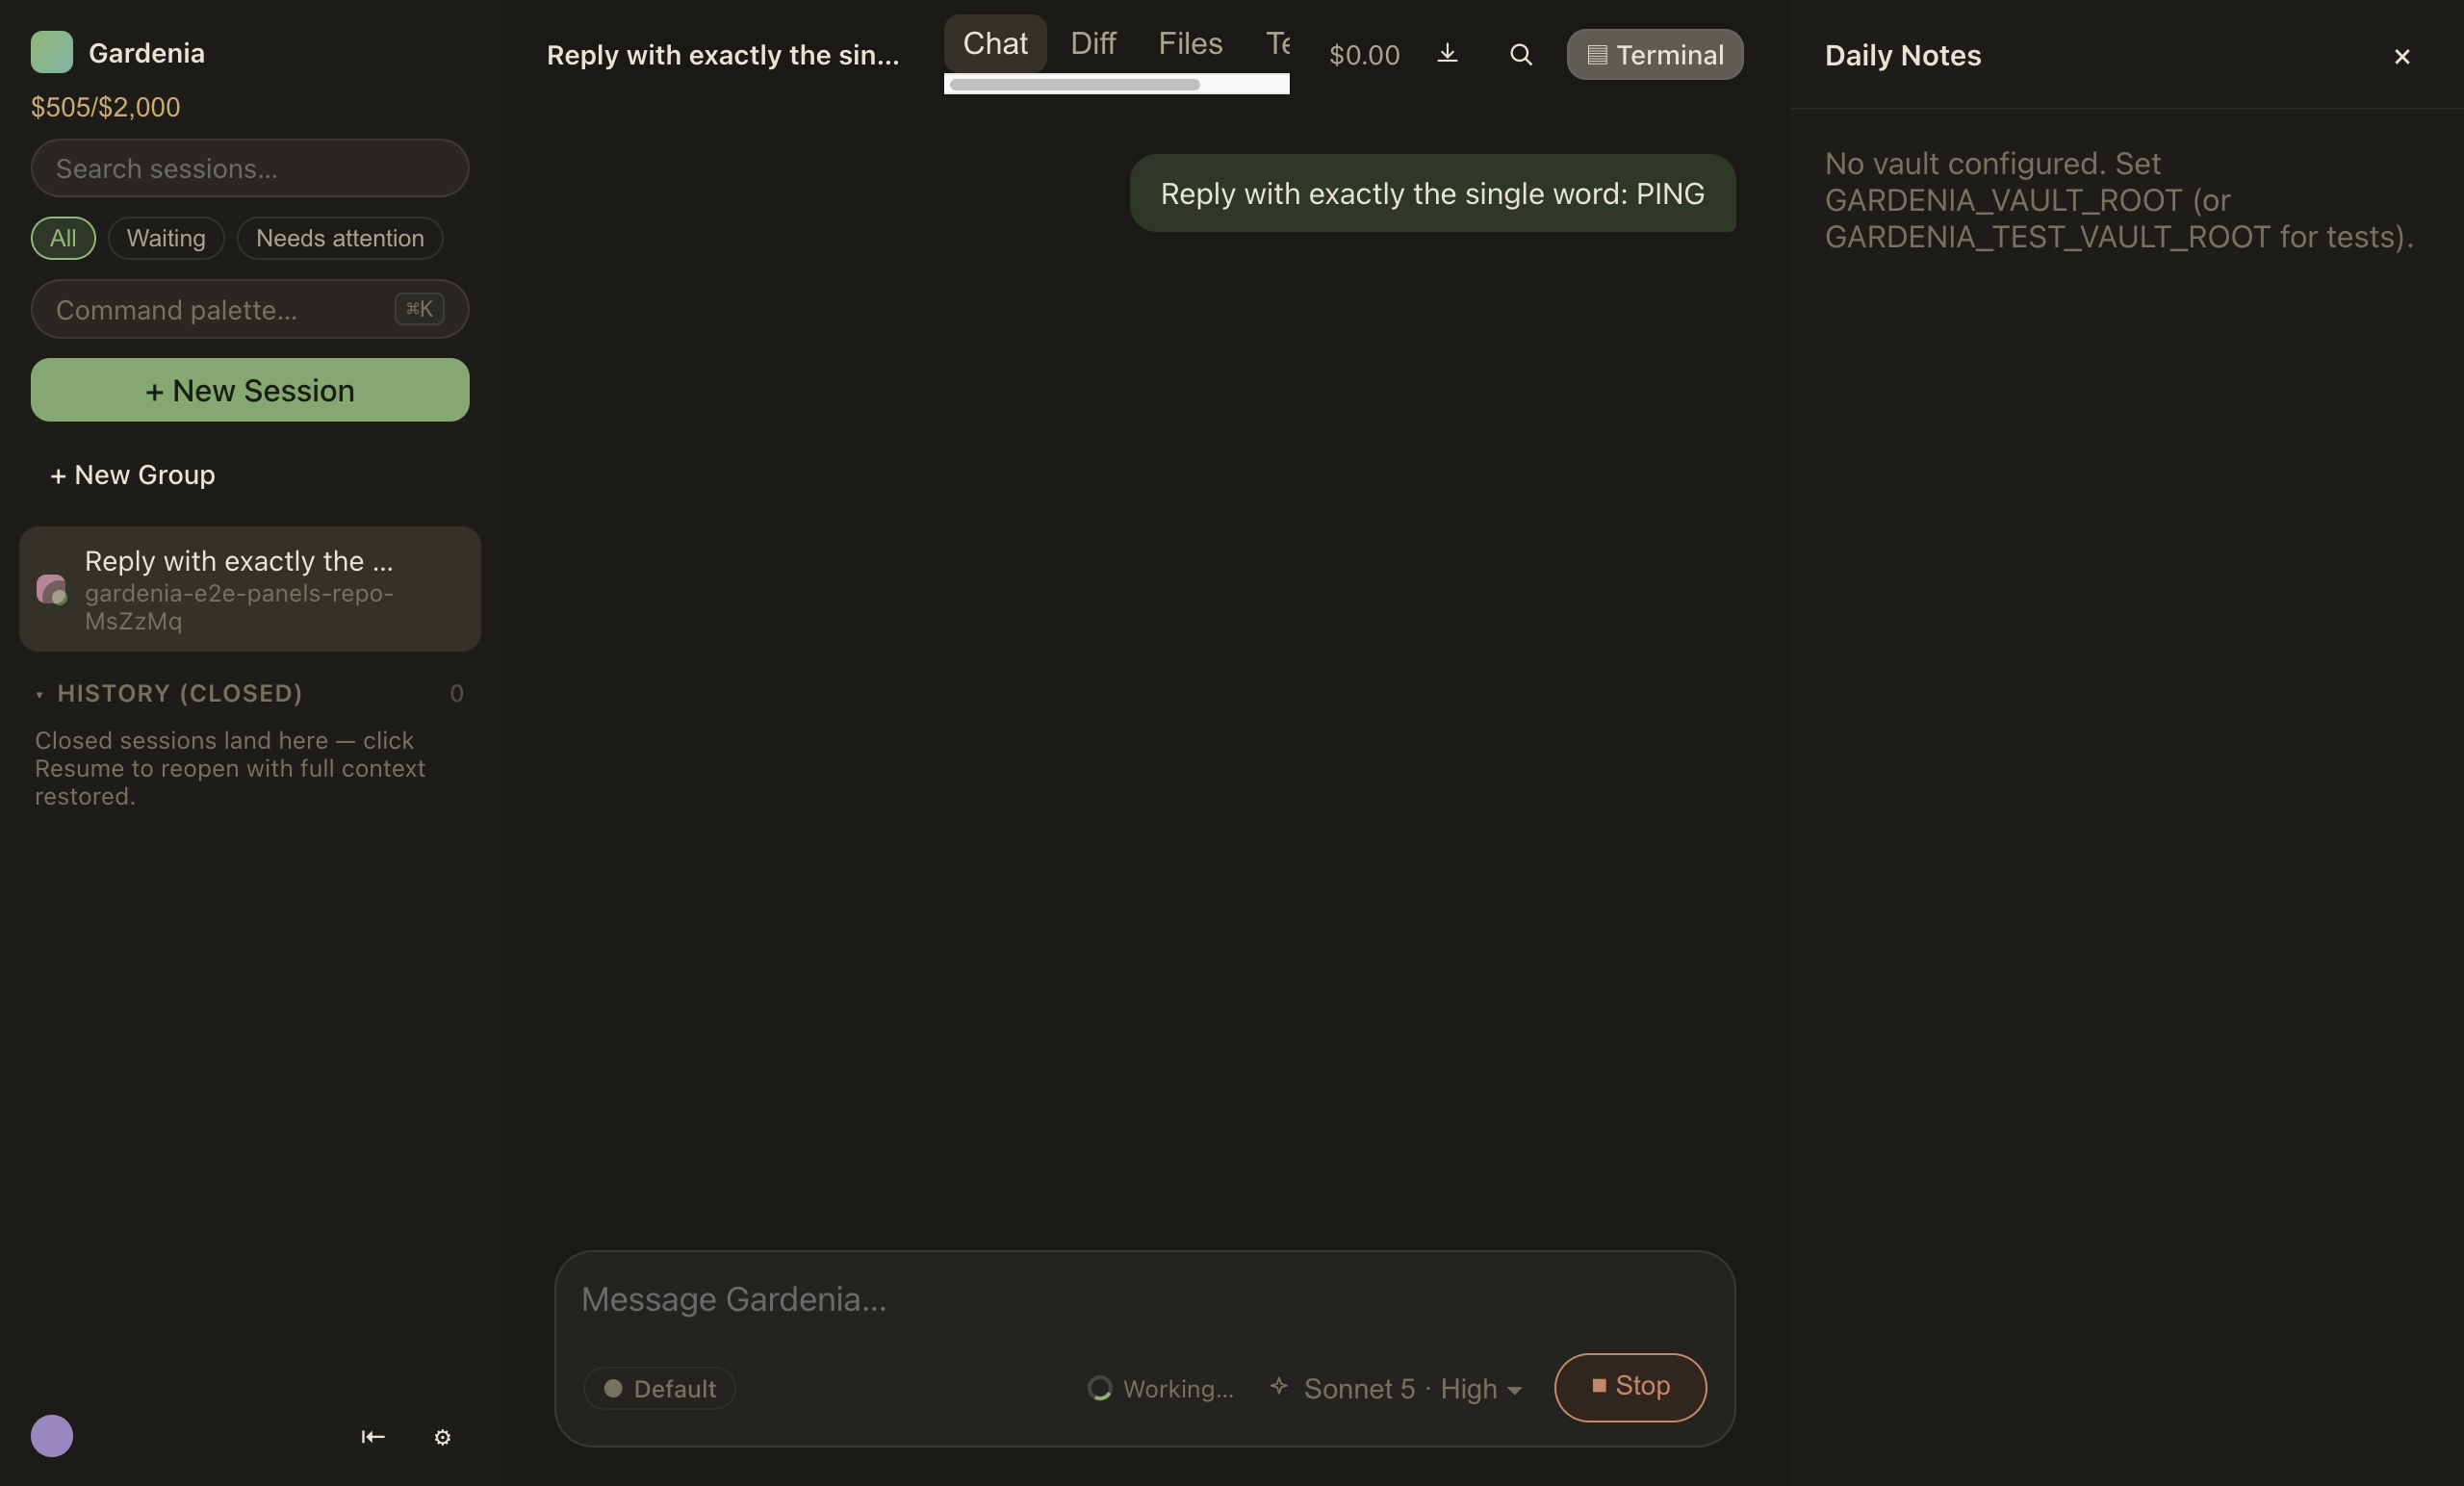 Gardenia
$505/$2,000
Search sessions...
All
Waiting
Needs attention
Command palette...
⌘K
+ New Session
+ New Group
Reply with exactly the ...
gardenia-e2e-panels-repo-
MsZzMq
▾ HISTORY (CLOSED)
0
Closed sessions land here — click
Resume to reopen with full context
restored.
Reply with exactly the sin...
Chat
Diff
Files
Te
$0.00
Terminal
Reply with exactly the single word: PING
Message Gardenia...
Default
Working...
Sonnet 5 · High
Stop
Daily Notes
×
No vault configured. Set
GARDENIA_VAULT_ROOT (or
GARDENIA_TEST_VAULT_ROOT for tests).